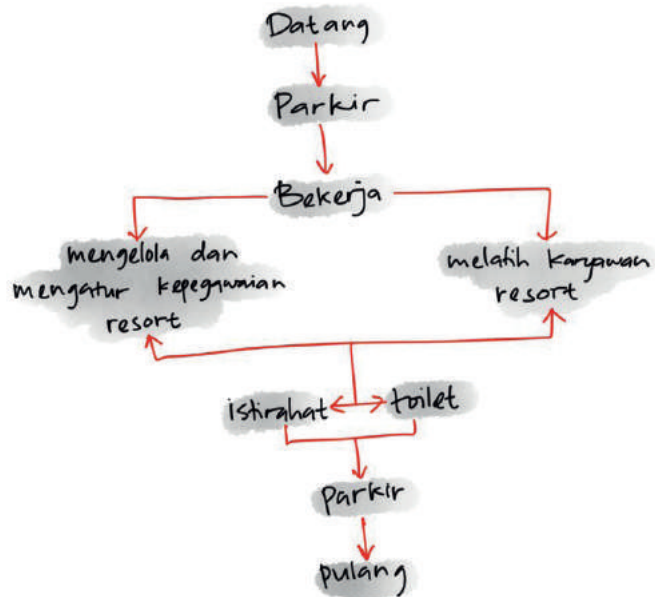 Datang
Parkir
Bekerja
mengelola dan
mengatur kepegawaian
resort
melatih karyawan
resort
istirahat
toilet
parkir
pulang